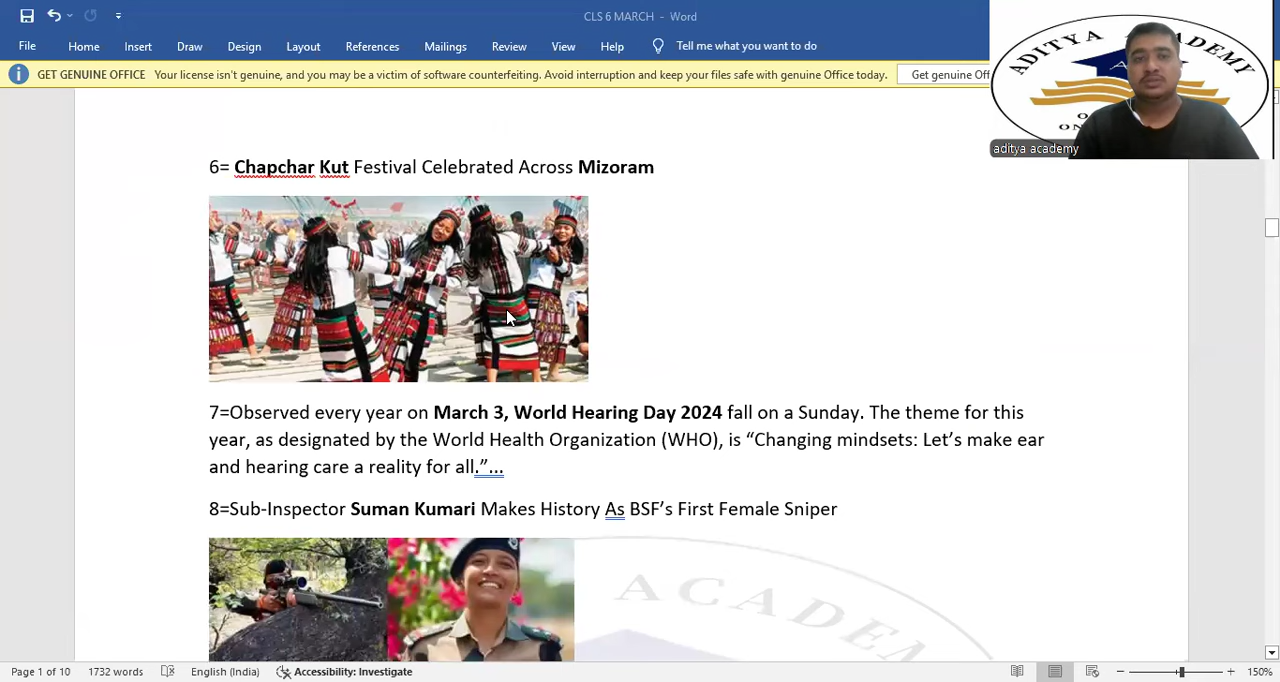 CLS 6 MARCH - Word
File Home Insert Draw Design Layout References Mailings Review View Help Tell me what you want to do
GET GENUINE OFFICE Your license isn't genuine, and you may be a victim of software counterfeiting. Avoid interruption and keep your files safe with genuine Office today. Get genuine Off
ADITYA ACADEMY
aditya academy
6= Chapchar Kut Festival Celebrated Across Mizoram
7=Observed every year on March 3, World Hearing Day 2024 fall on a Sunday. The theme for this
year, as designated by the World Health Organization (WHO), is “Changing mindsets: Let’s make ear
and hearing care a reality for all.”...
8=Sub-Inspector Suman Kumari Makes History As BSF’s First Female Sniper
ACADEM
Page 1 of 10 1732 words English (India) Accessibility: Investigate 150%